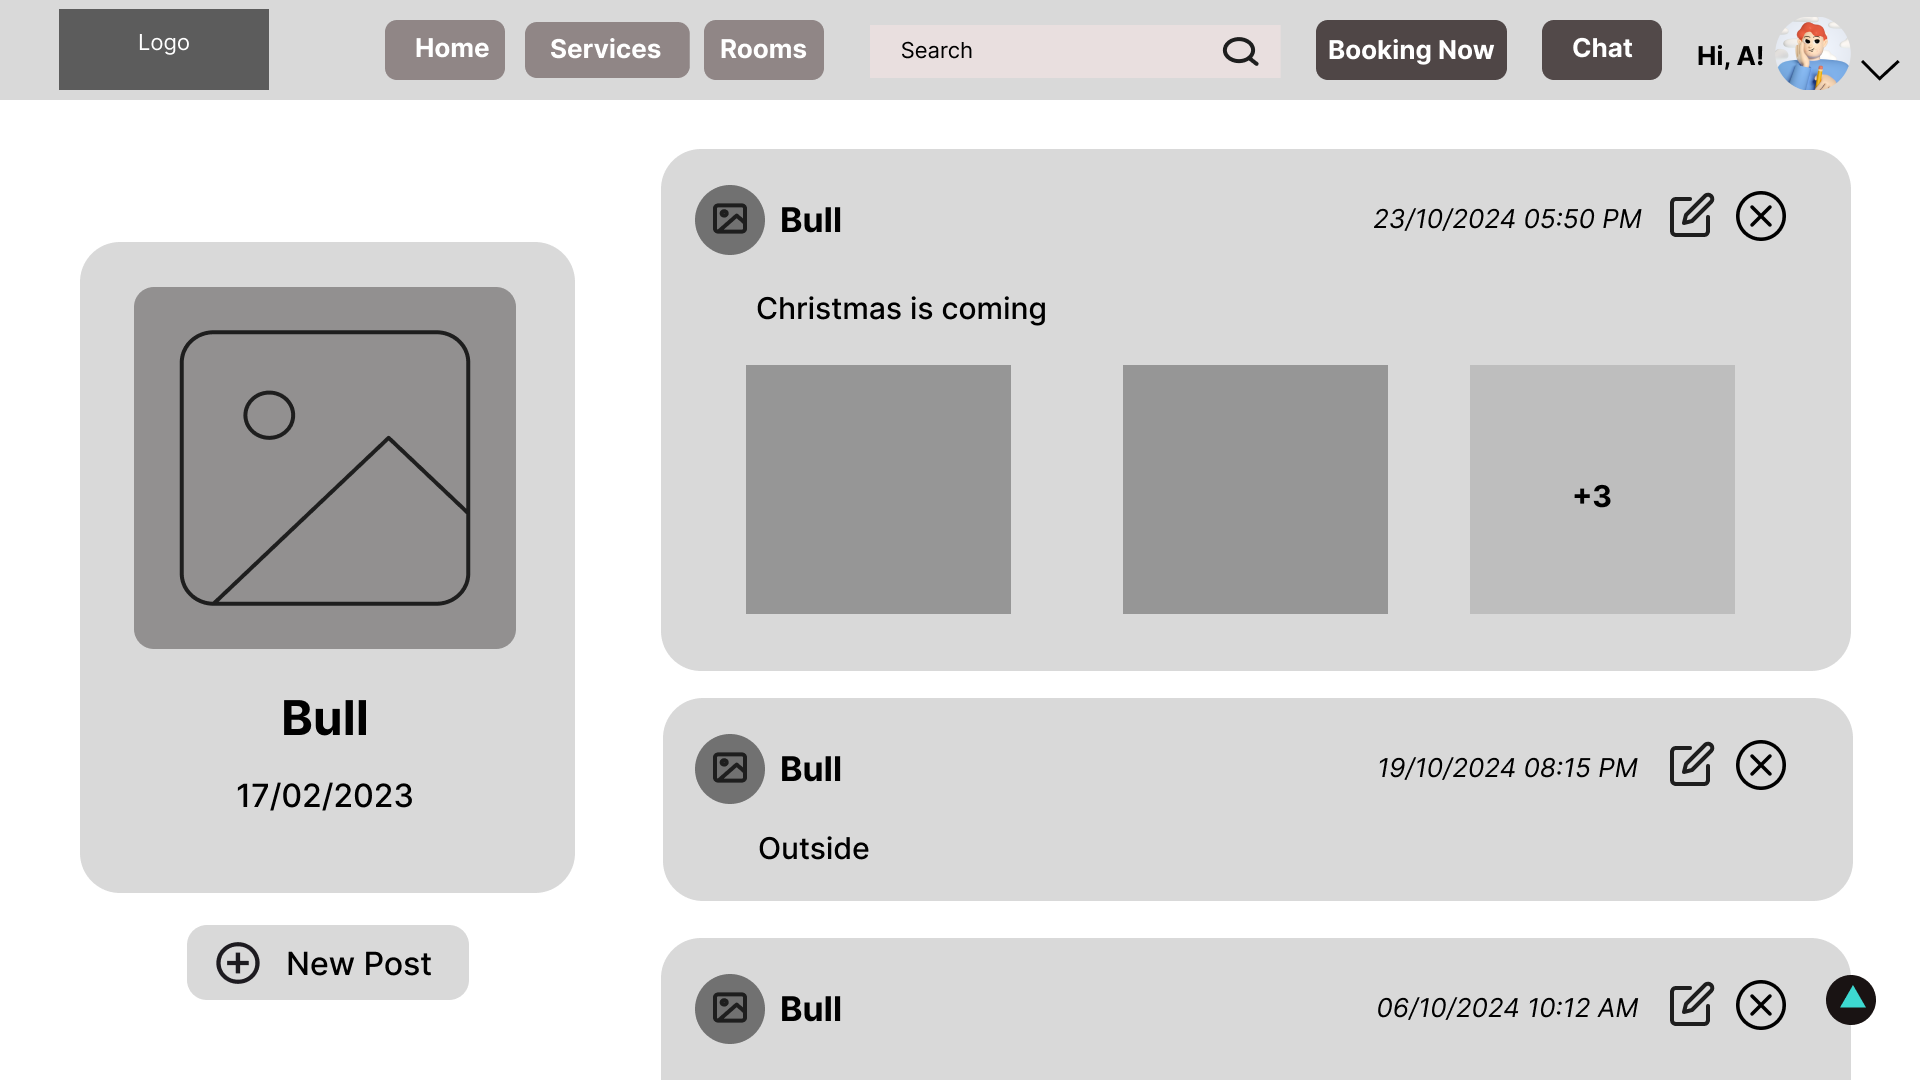 Logo
Home
Services
Rooms
Search
Booking Now
Chat
Hi, A!
Bull
17/02/2023
New Post
Bull
23/10/2024 05:50 PM
Christmas is coming
+3
Bull
19/10/2024 08:15 PM
Outside
Bull
06/10/2024 10:12 AM